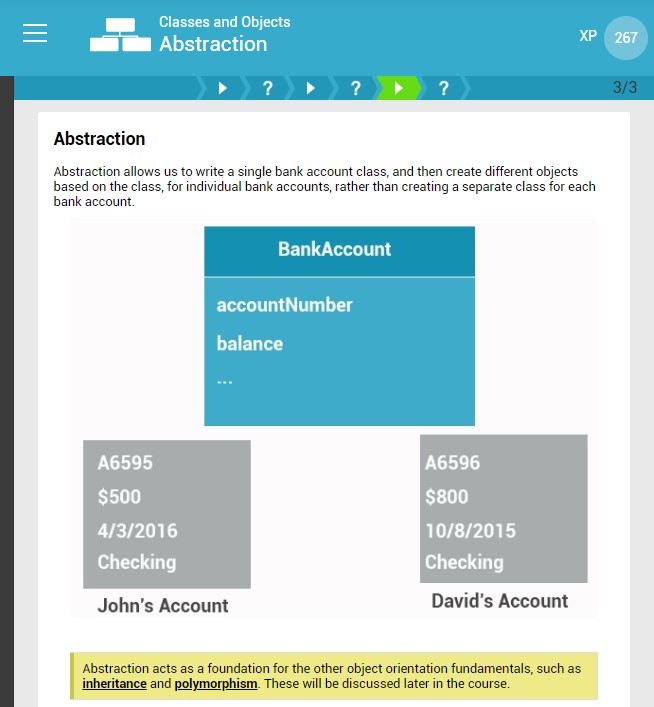 Classes and Objects
Abstraction
XP 267
? ? ?
3/3
Abstraction
Abstraction allows us to write a single bank account class, and then create different objects
based on the class, for individual bank accounts, rather than creating a separate class for each
bank account.
BankAccount
accountNumber
balance
...
A6595
$500
4/3/2016
Checking
John's Account
A6596
$800
10/8/2015
Checking
David's Account
Abstraction acts as a foundation for the other object orientation fundamentals, such as
inheritance and polymorphism. These will be discussed later in the course.